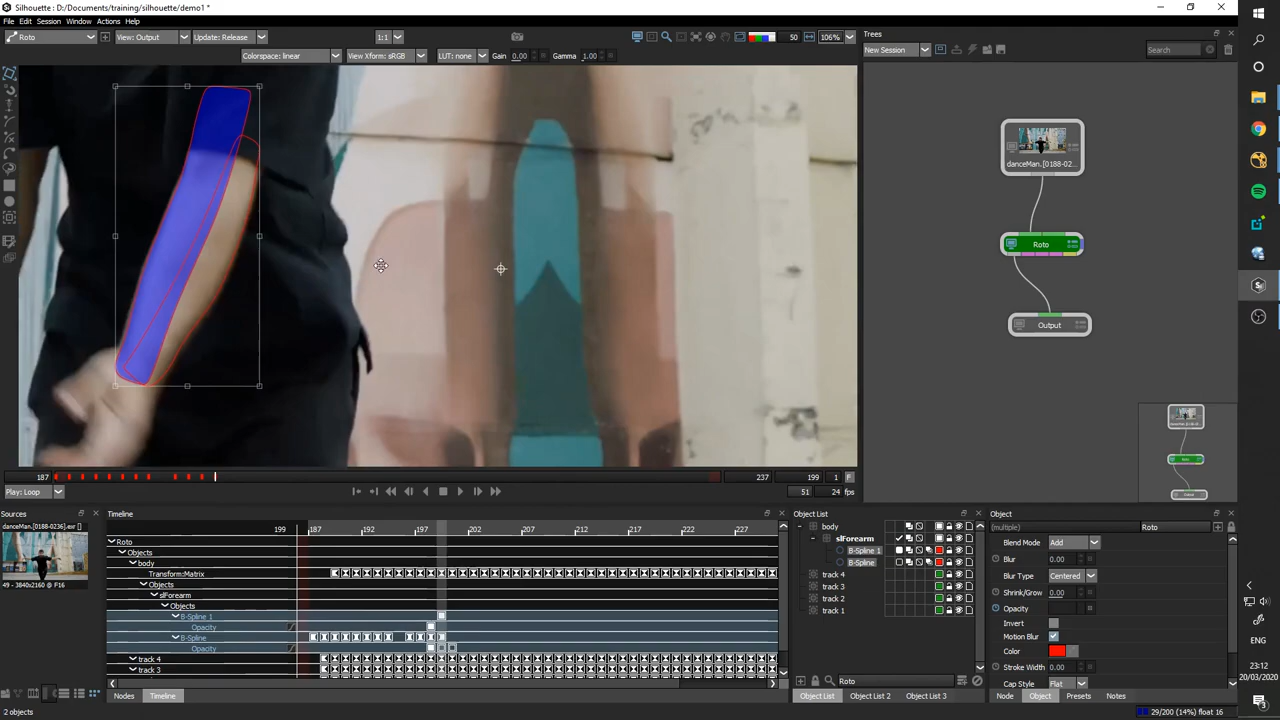 Silhouette : D:/Documents/training/silhouette/demo1 *
File Edit Session Window Actions Help
Roto View: Output Update: Release 1:1 50 106%
Colorspace: linear View Xform: sRGB LUT: none Gain 0.00 Gamma 1.00
Trees
New Session Search
danceMan.[0188-02...
Roto
Output
187 237 199 1 F
Play: Loop 51 24 fps
Sources
danceMan.[0188-0236].exr []
49 - 3840x2160 @ F16
Timeline
199 187 192 197 202 207 212 217 222 227
Roto
Objects
body
Transform:Matrix
Objects
slForearm
Objects
B-Spline 1
Opacity
B-Spline
Opacity
track 4
track 3
Nodes Timeline
Object List
body
slForearm
B-Spline 1
B-Spline
track 4
track 3
track 2
track 1
Roto
Object List Object List 2 Object List 3
Object
(multiple) Roto
Blend Mode Add
Blur 0.00
Blur Type Centered
Shrink/Grow 0.00
Opacity
Invert
Motion Blur
Color
Stroke Width 0.00
Cap Style Flat
Node Object Presets Notes
2 objects 29/200 (14%) float 16
ENG
23:12
20/03/2020